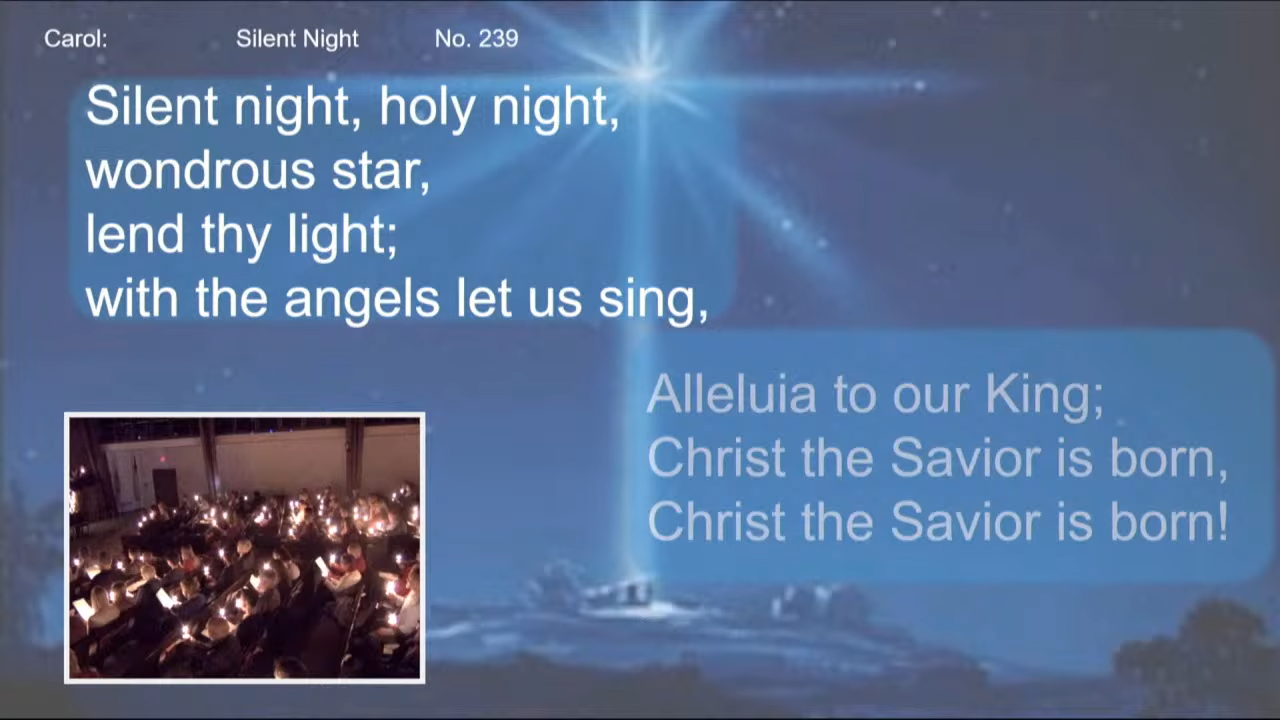 Carol: Silent Night No. 239
Silent night, holy night,
wondrous star,
lend thy light;
with the angels let us sing,
Alleluia to our King;
Christ the Savior is born,
Christ the Savior is born!